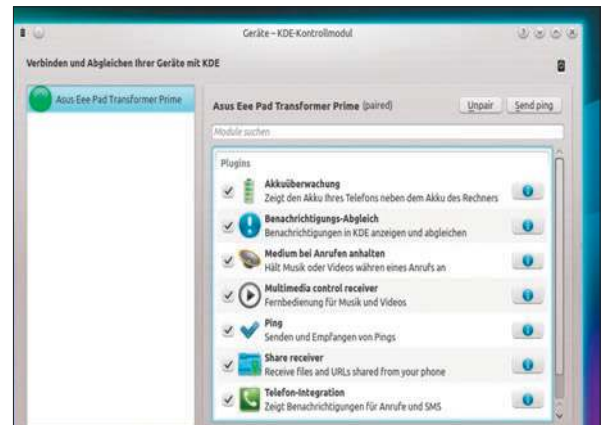 Geräte – KDE-Kontrollmodul
Verbinden und Abgleichen Ihrer Geräte mit KDE
Asus Eee Pad Transformer Prime
Asus Eee Pad Transformer Prime (paired)
Unpair
Send ping
Module suchen
Plugins
Akkuüberwachung
Zeigt den Akku Ihres Telefons neben dem Akku des Rechners
Benachrichtigungs-Abgleich
Benachrichtigungen in KDE anzeigen und abgleichen
Medium bei Anrufen anhalten
Hält Musik oder Videos währen eines Anrufs an
Multimedia control receiver
Fernbedienung für Musik und Videos
Ping
Senden und Empfangen von Pings
Share receiver
Receive files and URLs shared from your phone
Telefon-Integration
Zeigt Benachrichtigungen für Anrufe und SMS